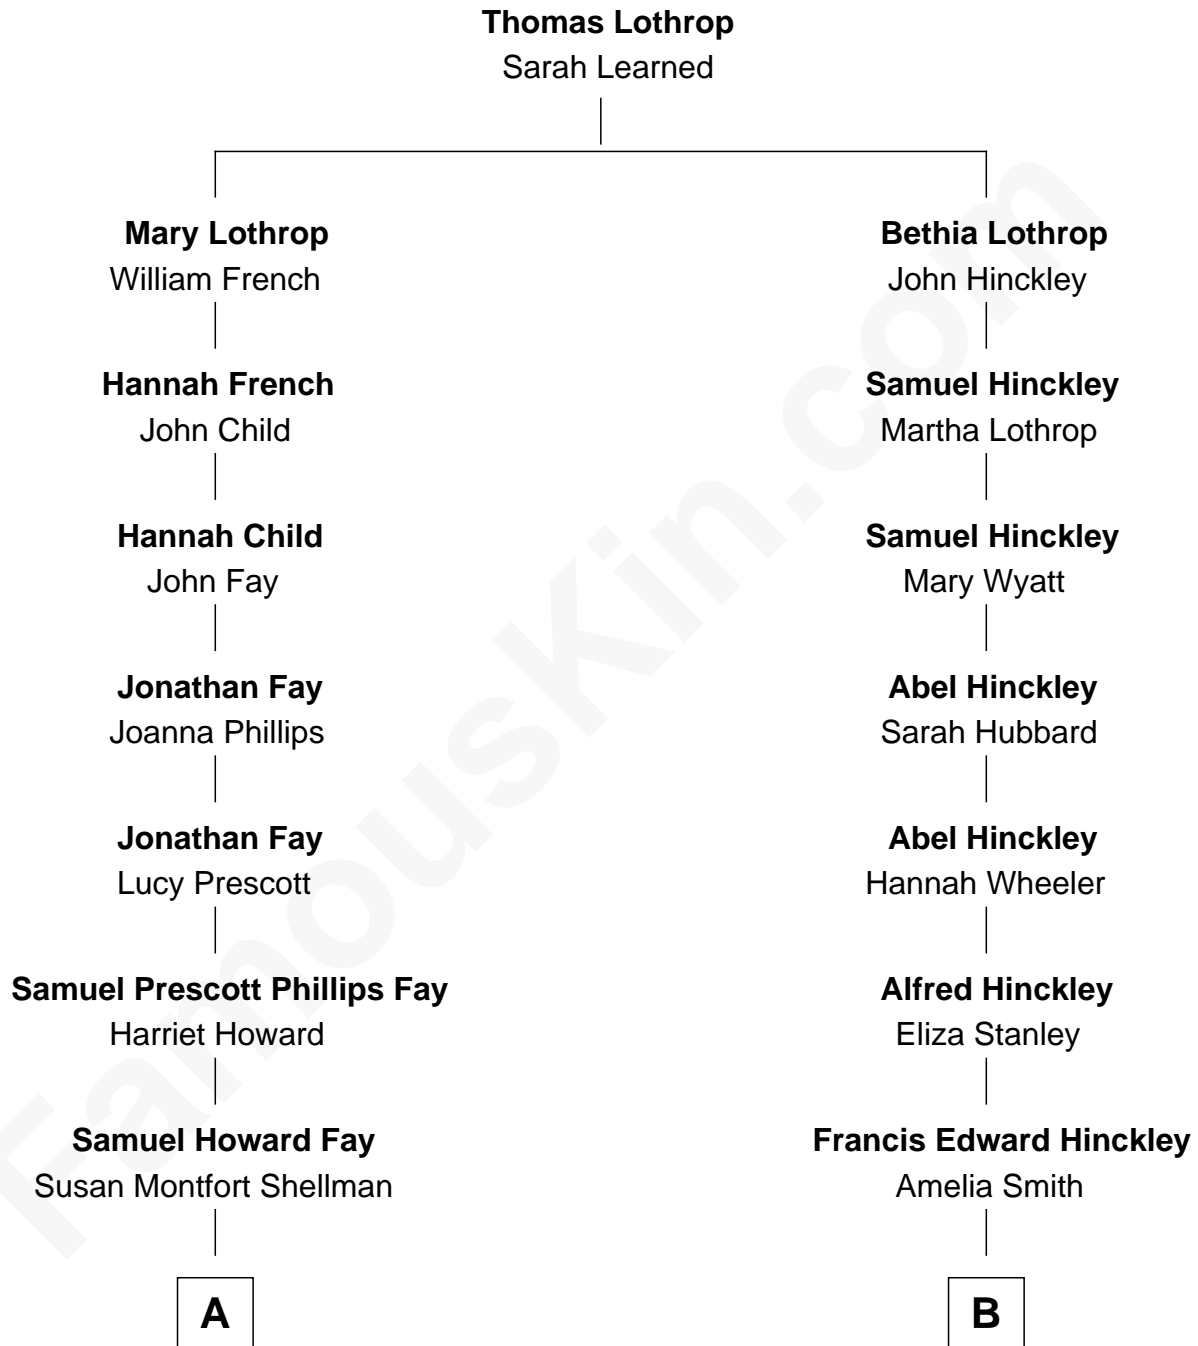 Thomas Lothrop
Sarah Learned
Mary Lothrop
William French
Bethia Lothrop
John Hinckley
Hannah French
John Child
Samuel Hinckley
Martha Lothrop
Hannah Child
John Fay
Samuel Hinckley
Mary Wyatt
Jonathan Fay
Joanna Phillips
Abel Hinckley
Sarah Hubbard
Jonathan Fay
Lucy Prescott
Abel Hinckley
Hannah Wheeler
Samuel Prescott Phillips Fay
Harriet Howard
Alfred Hinckley
Eliza Stanley
Samuel Howard Fay
Susan Montfort Shellman
Francis Edward Hinckley
Amelia Smith
A
B
FamousKin.com